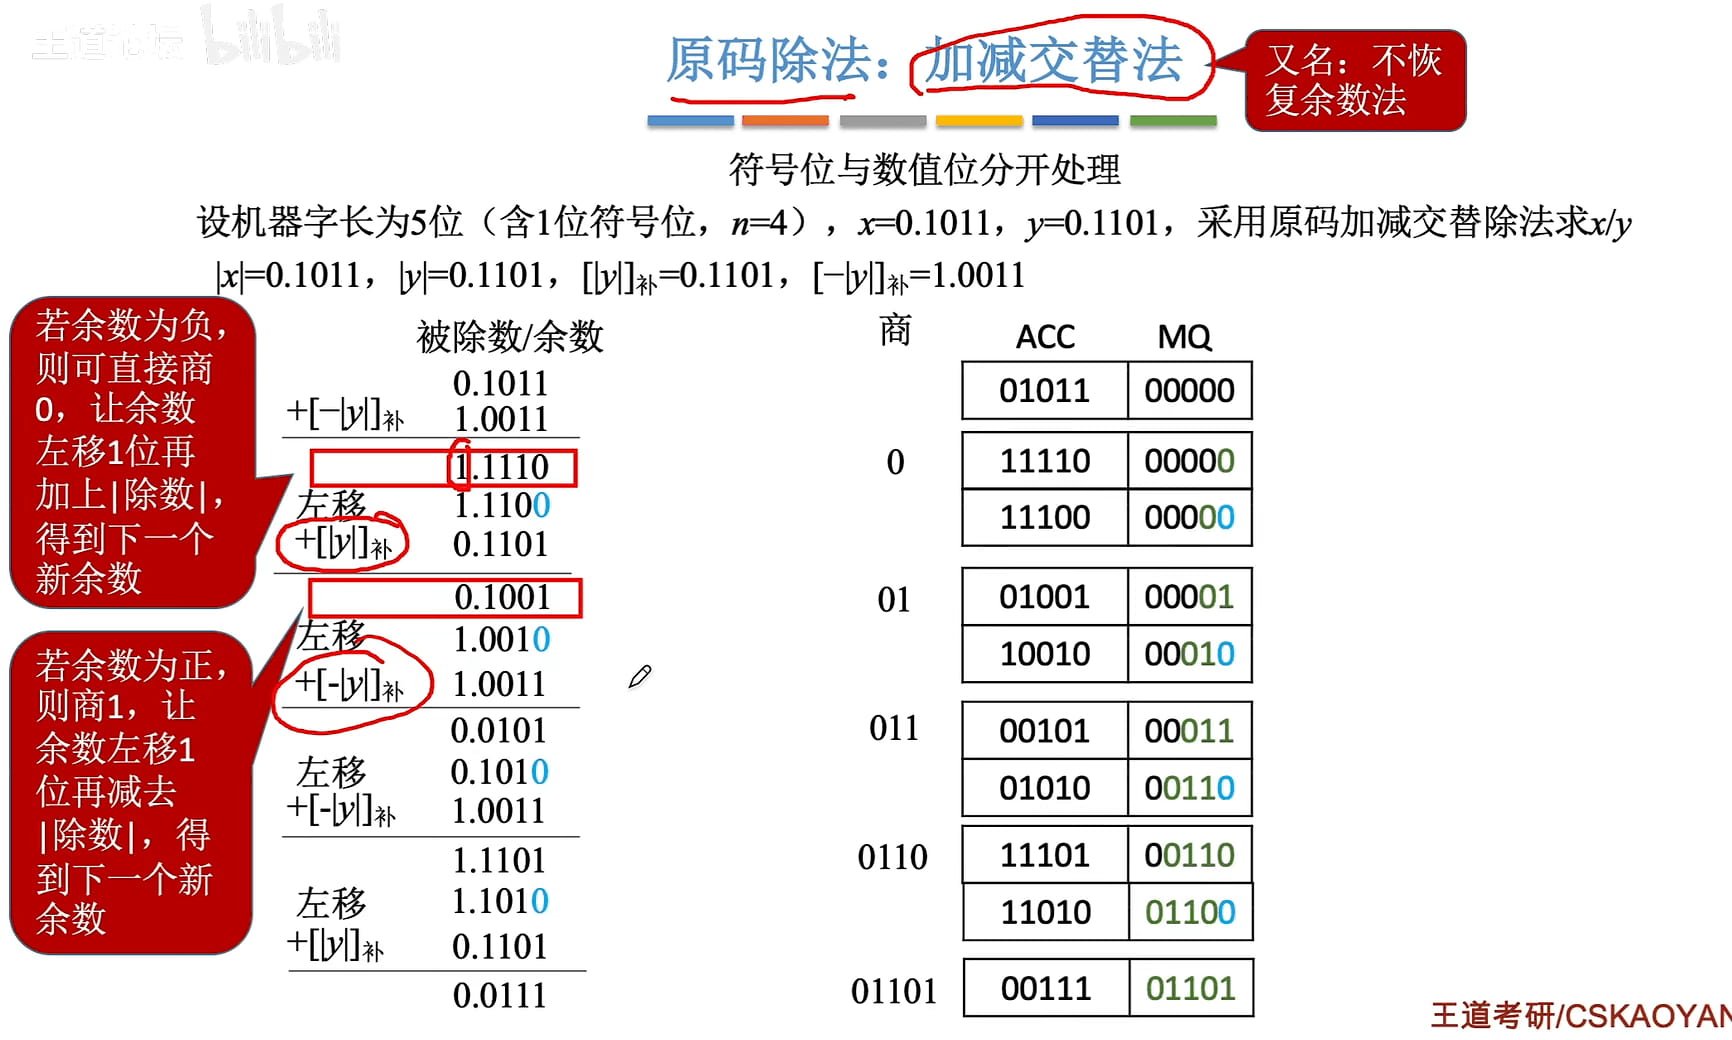 王道论坛 bilibili
原码除法：加减交替法
又名：不恢
复余数法
符号位与数值位分开处理
设机器字长为5位（含1位符号位，n=4），x=0.1011，y=0.1101，采用原码加减交替除法求x/y
|x|=0.1011，|y|=0.1101，[|y|]补=0.1101，[−|y|]补=1.0011
若余数为负，
则可直接商
0，让余数
左移1位再
加上|除数|，
得到下一个
新余数
若余数为正，
则商1，让
余数左移1
位再减去
|除数|，得
到下一个新
余数
被除数/余数 商 ACC MQ
0.1011 01011 00000
+[−|y|]补 1.0011
1.1110 0 11110 00000
左移 1.1100 11100 00000
+[|y|]补 0.1101
0.1001 01 01001 00001
左移 1.0010 10010 00010
+[-|y|]补 1.0011
0.0101 011 00101 00011
左移 0.1010 01010 00110
+[-|y|]补 1.0011
1.1101 0110 11101 00110
左移 1.1010 11010 01100
+[|y|]补 0.1101
0.0111 01101 00111 01101
王道考研/CSKAOYAN